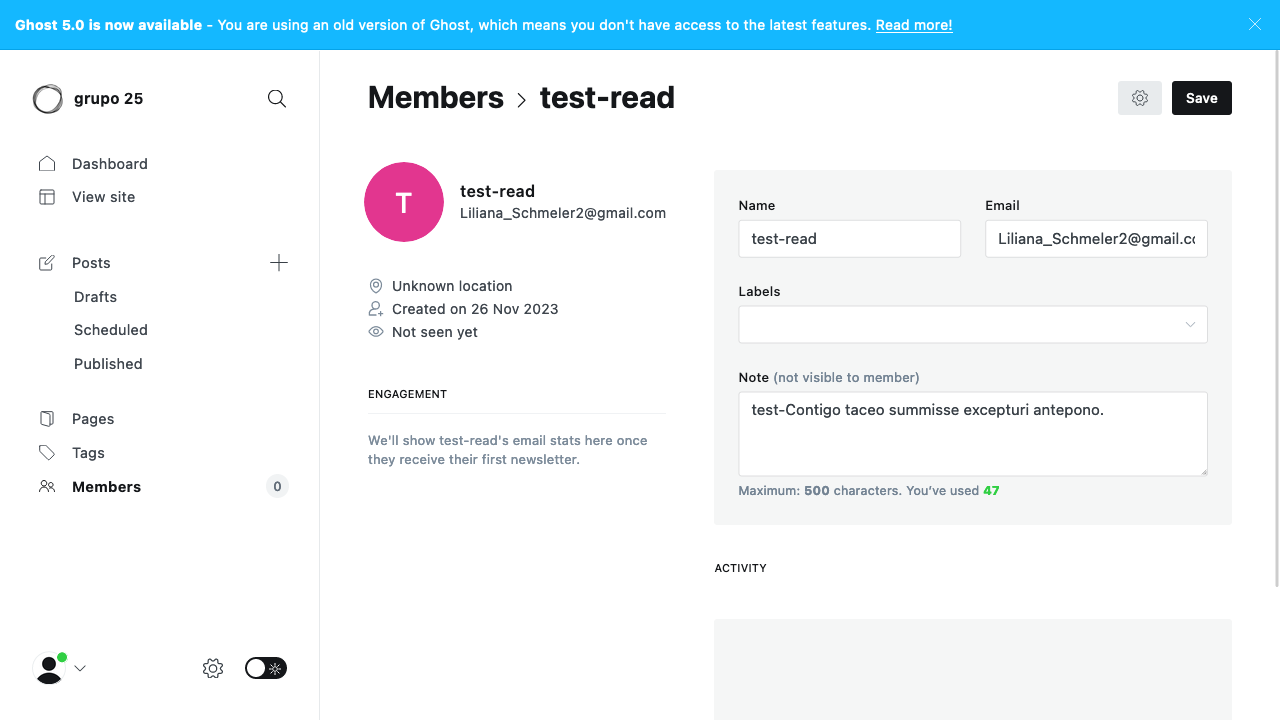 Ghost 5.0 is now available - You are using an old version of Ghost, which means you don't have access to the latest features. Read more!
grupo 25
Dashboard
View site
Posts
Drafts
Scheduled
Published
Pages
Tags
Members
0
Members > test-read
Save
T
test-read
Liliana_Schmeler2@gmail.com
Unknown location
Created on 26 Nov 2023
Not seen yet
ENGAGEMENT
We'll show test-read's email stats here once
they receive their first newsletter.
Name
test-read
Email
Liliana_Schmeler2@gmail.co
Labels
Note (not visible to member)
test-Contigo taceo summisse excepturi antepono.
Maximum: 500 characters. You’ve used 47
ACTIVITY